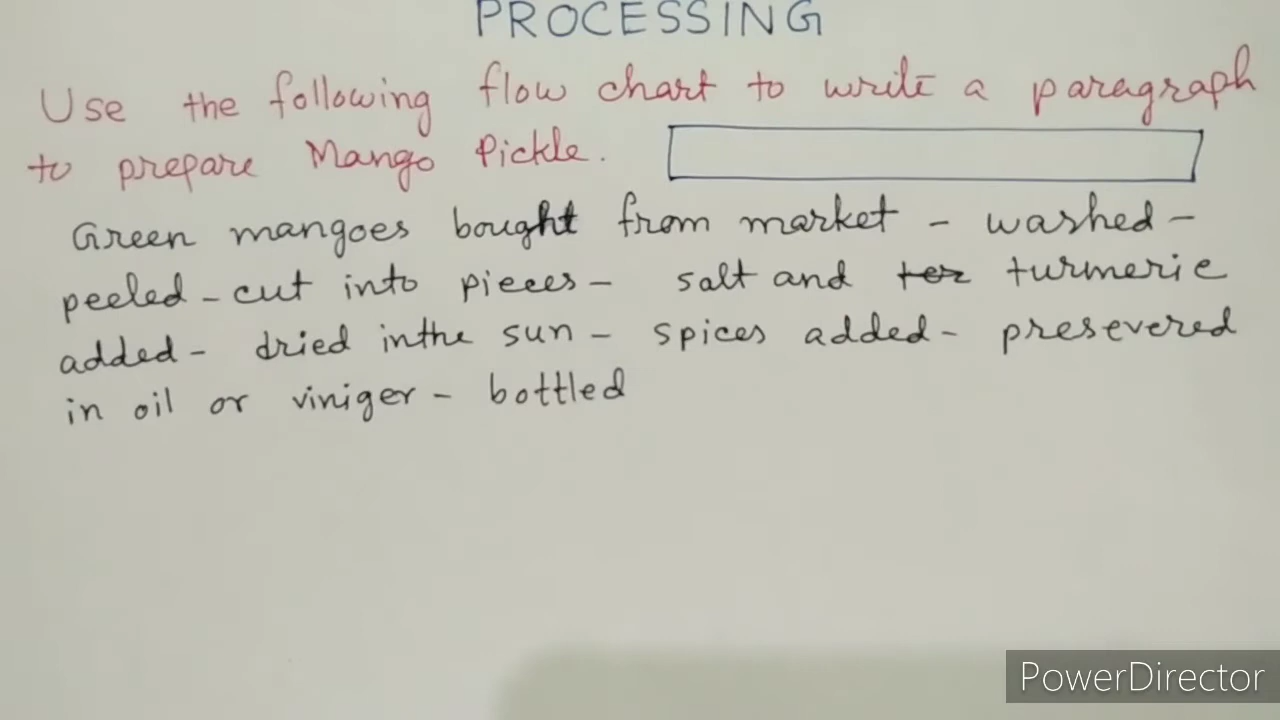 PROCESSING
Use the following flow chart to write a paragraph
to prepare Mango Pickle.
Green mangoes bought from market - washed -
peeled - cut into pieces - salt and ter turmeric
added - dried in the sun - spices added - presevered
in oil or viniger - bottled
PowerDirector